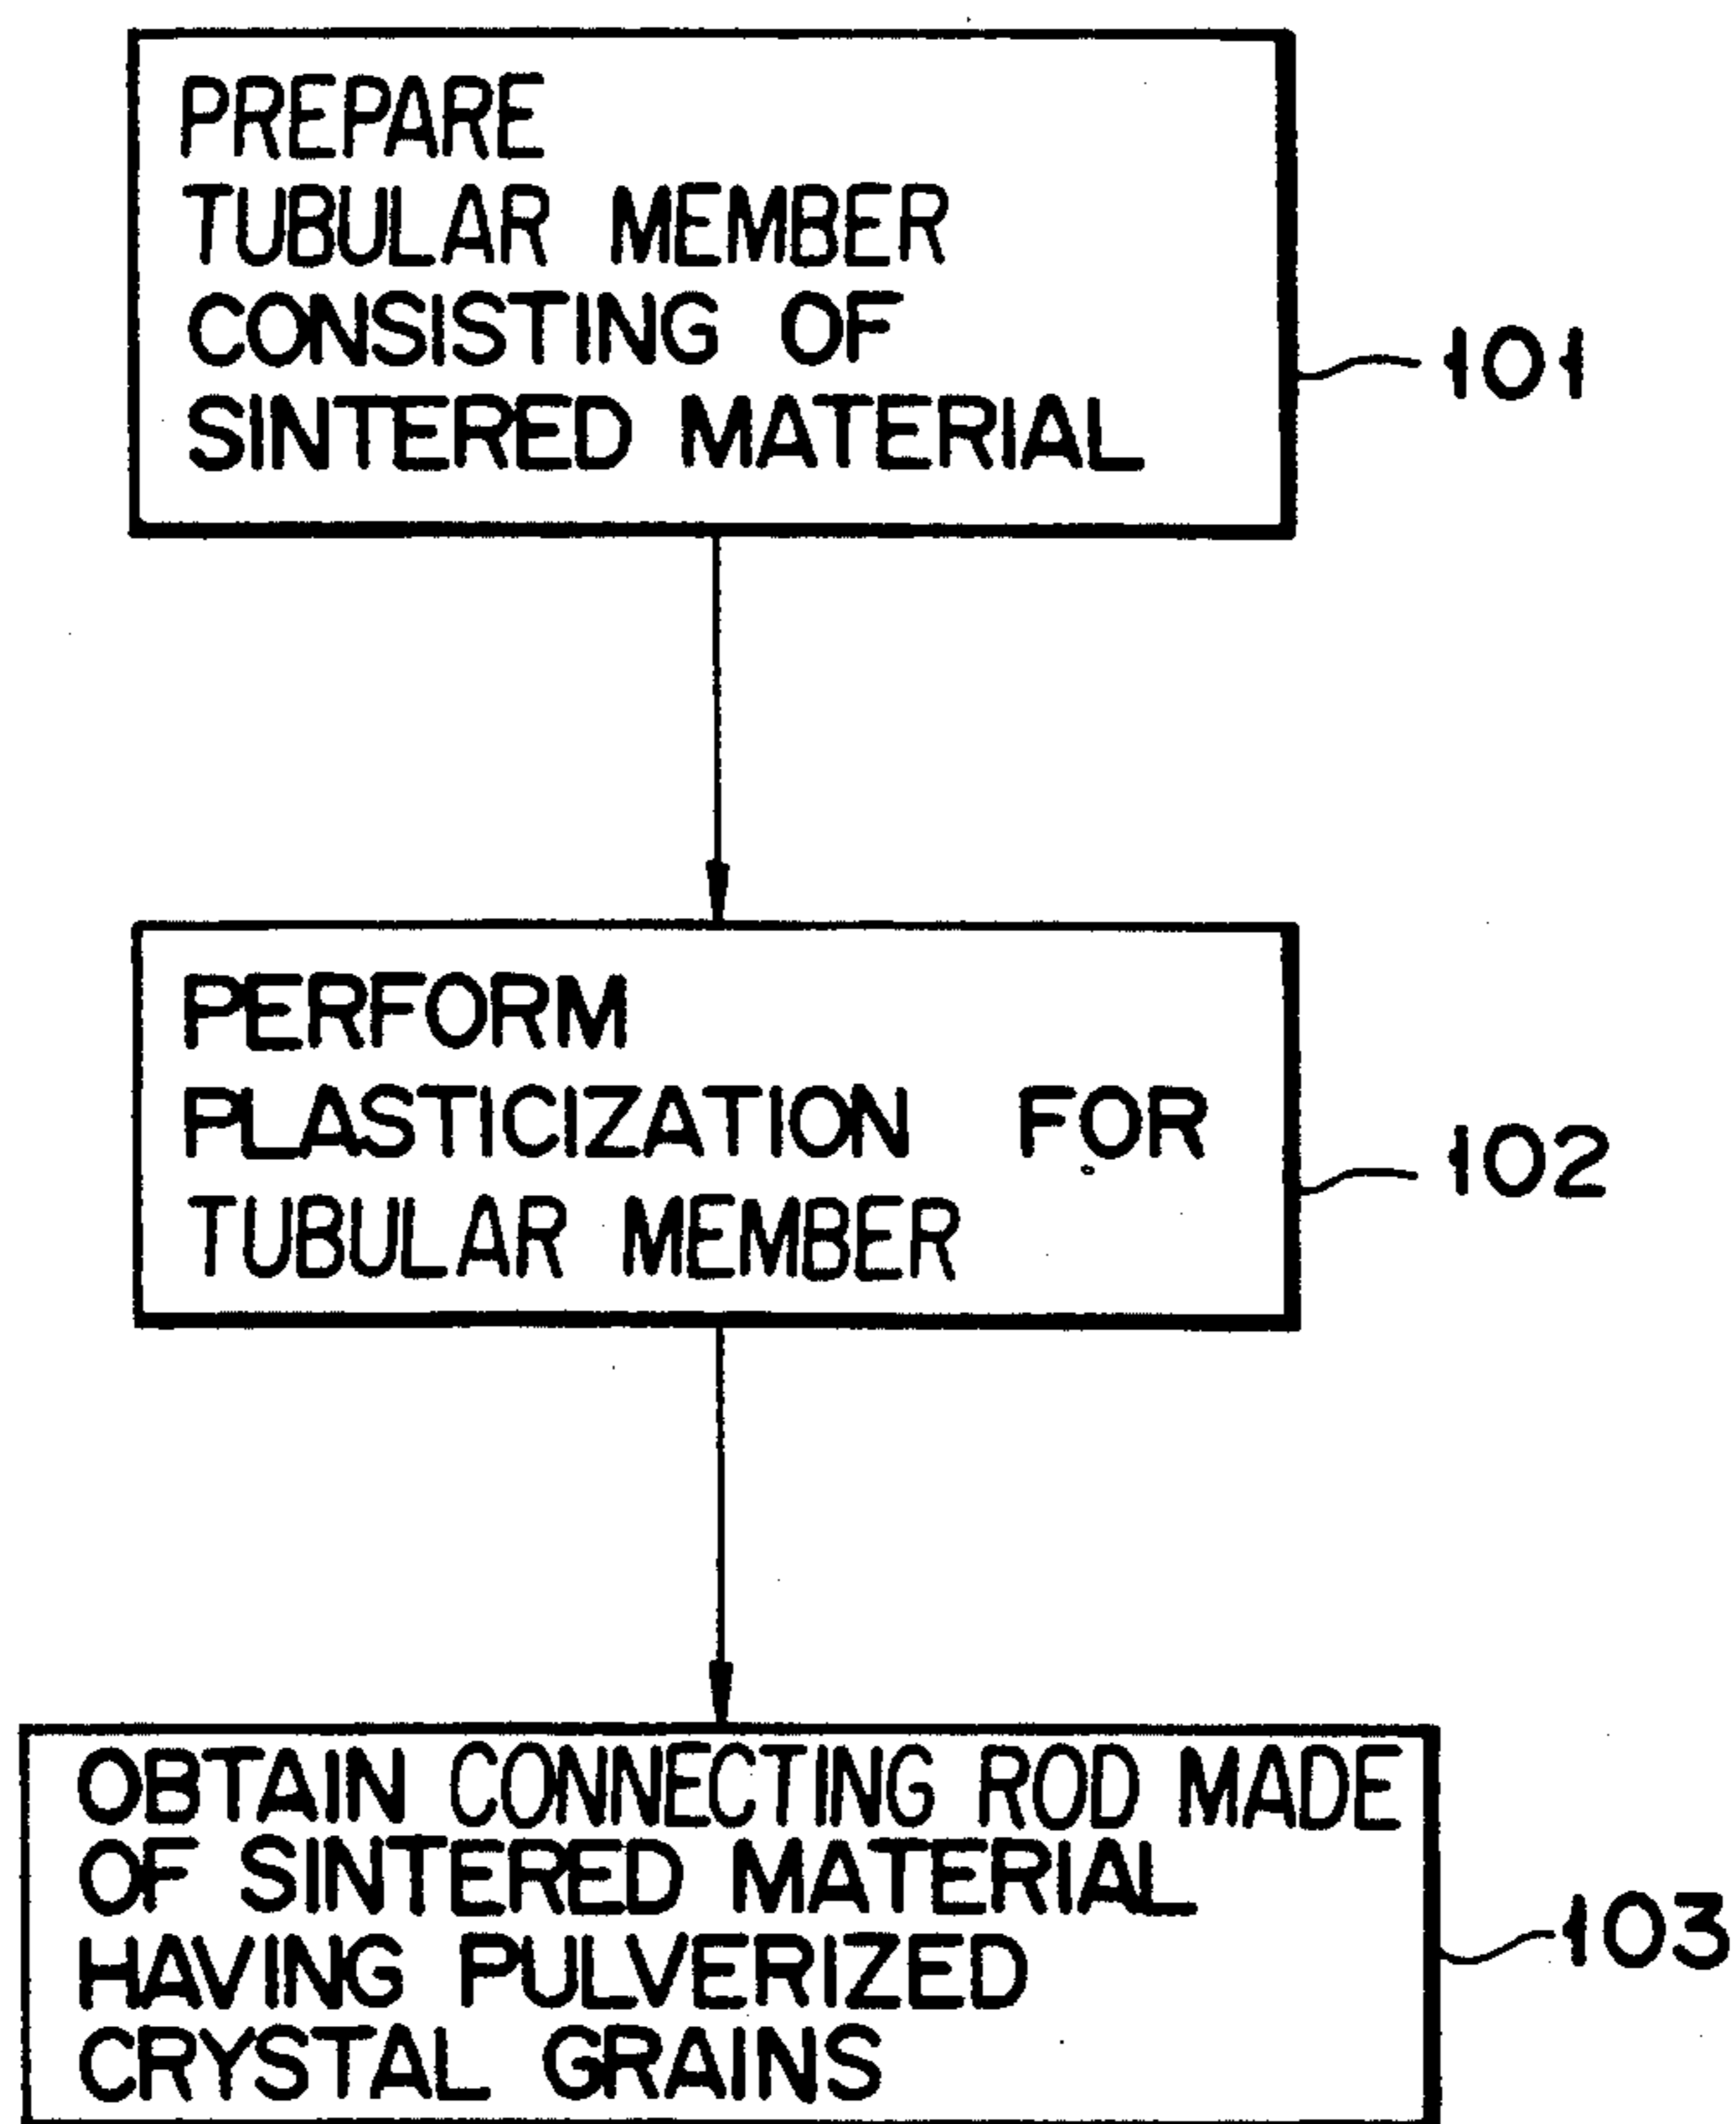 PREPARE
TUBULAR MEMBER
CONSISTING OF
SINTERED MATERIAL
101
PERFORM
PLASTICIZATION FOR
TUBULAR MEMBER
102
OBTAIN CONNECTING ROD MADE
OF SINTERED MATERIAL
HAVING PULVERIZED
CRYSTAL GRAINS
103